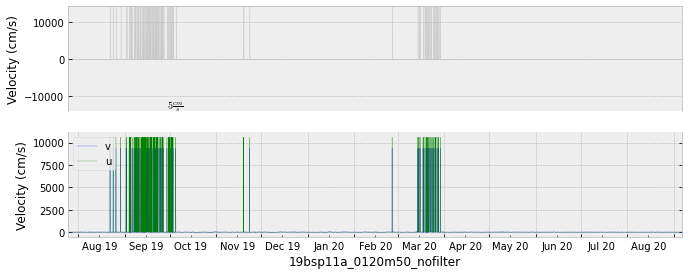 Velocity (cm/s)
10000
0
−10000
5 cm/s
Velocity (cm/s)
10000
7500
5000
2500
0
v
u
Aug 19 Sep 19 Oct 19 Nov 19 Dec 19 Jan 20 Feb 20 Mar 20 Apr 20 May 20 Jun 20 Jul 20 Aug 20
19bsp11a_0120m50_nofilter